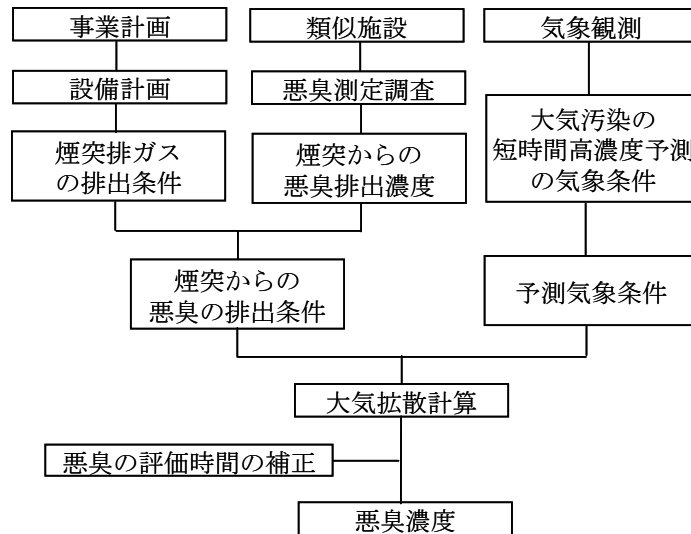 事業計画
類似施設
気象観測
設備計画
悪臭測定調査
大気汚染の
短時間高濃度予測
の気象条件
煙突排ガス
の排出条件
煙突からの
悪臭排出濃度
煙突からの
悪臭の排出条件
予測気象条件
大気拡散計算
悪臭の評価時間の補正
悪臭濃度